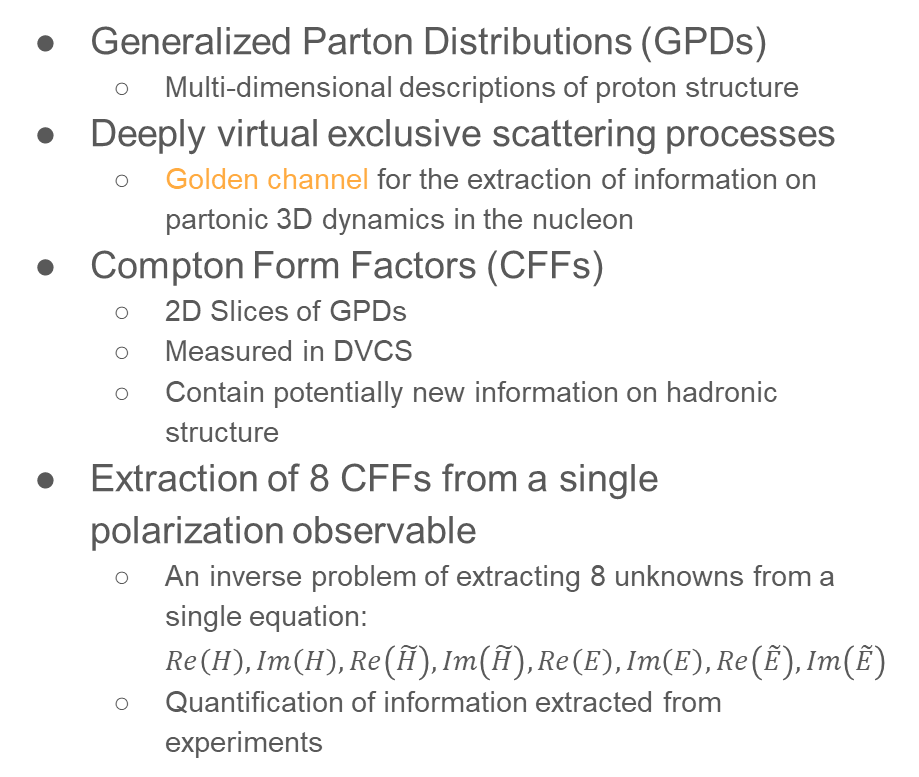 ● Generalized Parton Distributions (GPDs)
○ Multi-dimensional descriptions of proton structure
● Deeply virtual exclusive scattering processes
○ Golden channel for the extraction of information on
partonic 3D dynamics in the nucleon
● Compton Form Factors (CFFs)
○ 2D Slices of GPDs
○ Measured in DVCS
○ Contain potentially new information on hadronic
structure
● Extraction of 8 CFFs from a single
polarization observable
○ An inverse problem of extracting 8 unknowns from a
single equation:
Re(H), Im(H), Re(H̃), Im(H̃), Re(E), Im(E), Re(Ẽ), Im(Ẽ)
○ Quantification of information extracted from
experiments